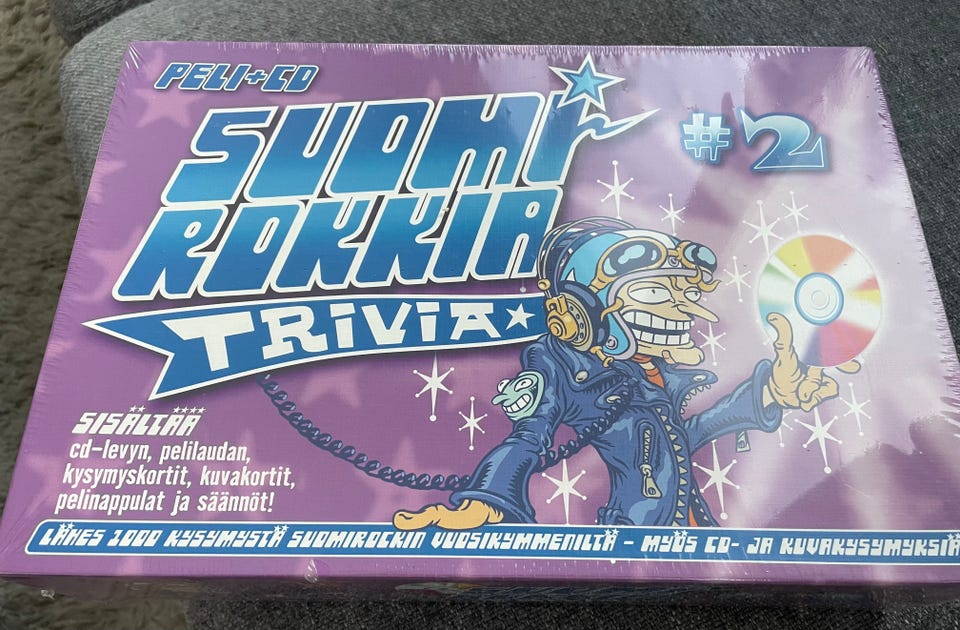 PELI+CD
SUOMI
ROKKIA
#2
TRiViA
SISÄLTÄÄ
cd-levyn, pelilaudan,
kysymyskortit, kuvakortit,
pelinappulat ja säännöt!
LÄHES 1000 KYSYMYSTÄ SUOMIROCKIN VUOSIKYMMENILTÄ - MYÖS CD- JA KUVAKYSYMYKSIÄ